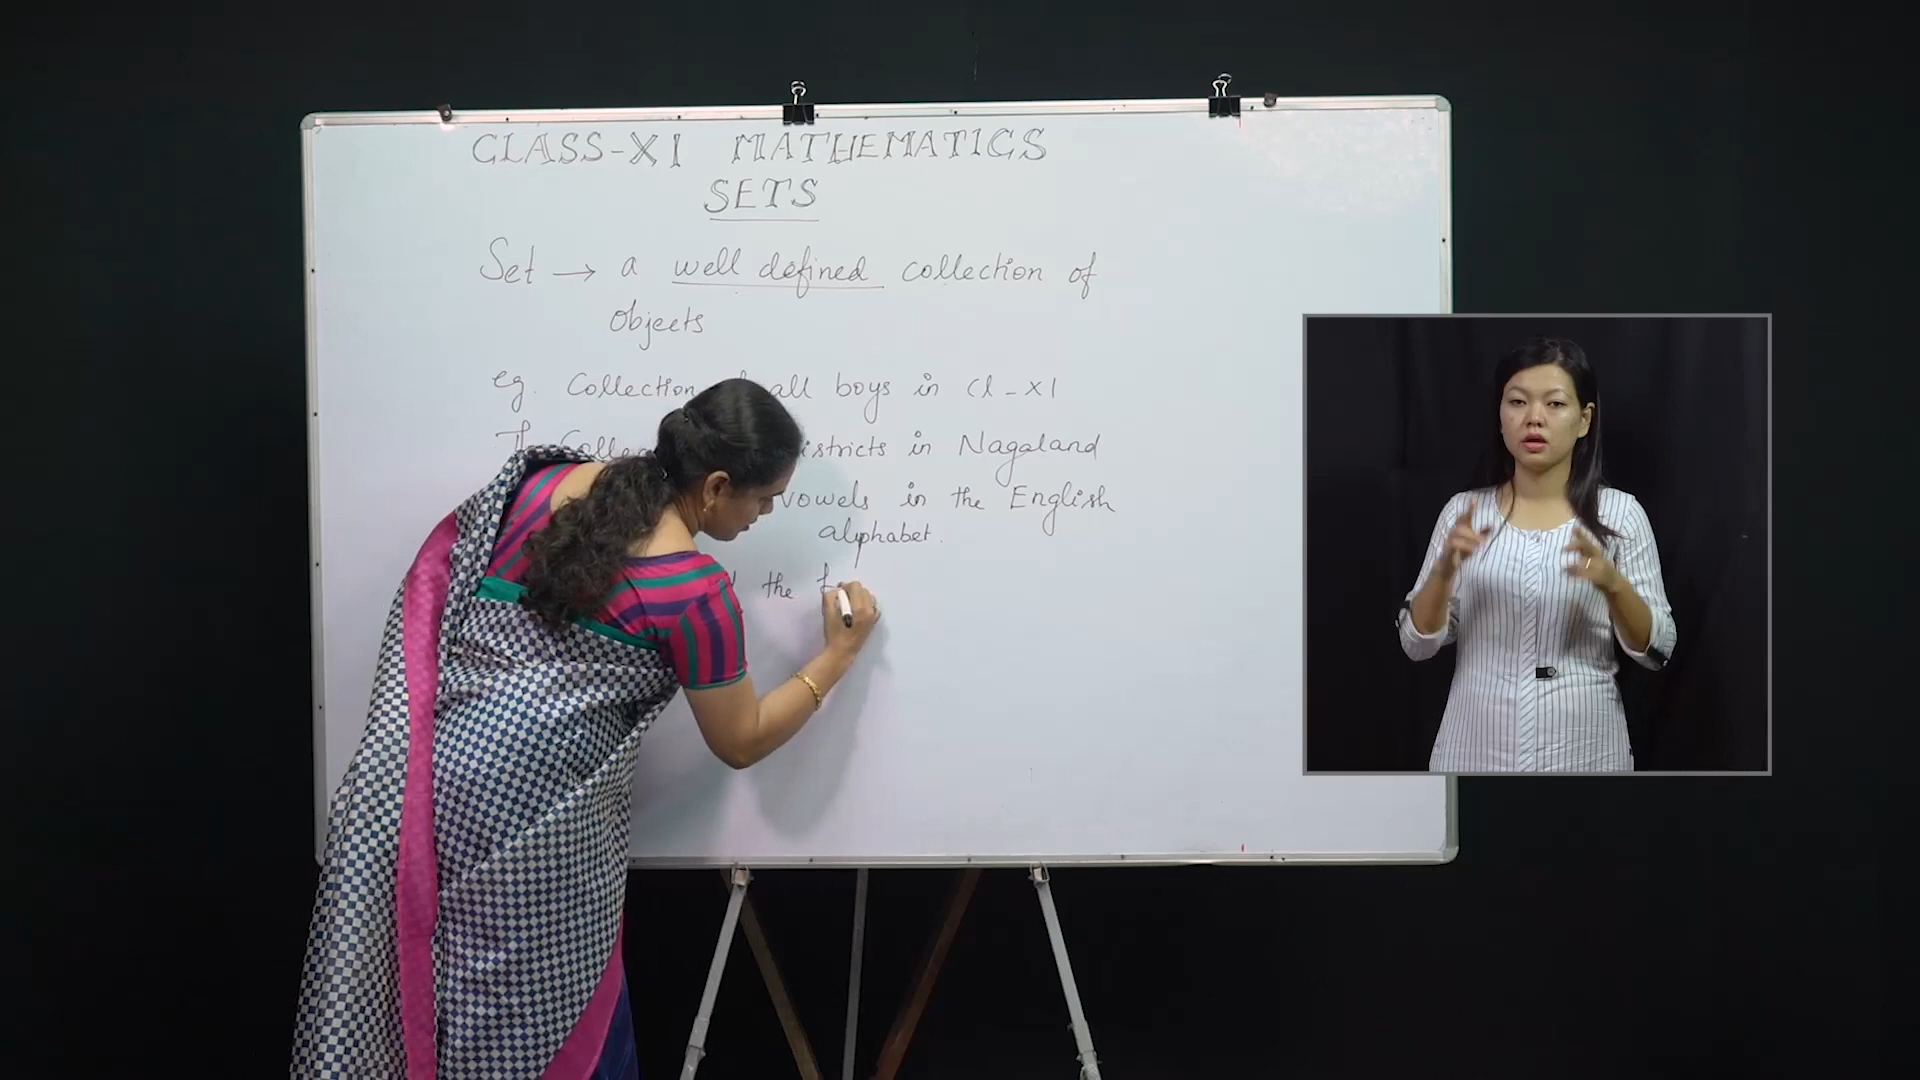 CLASS-XI MATHEMATICS
SETS
Set → a well defined collection of
objects
eg. Collection all boys in Cl-XI
The in Nagaland
vowels in the English
alphabet.
the